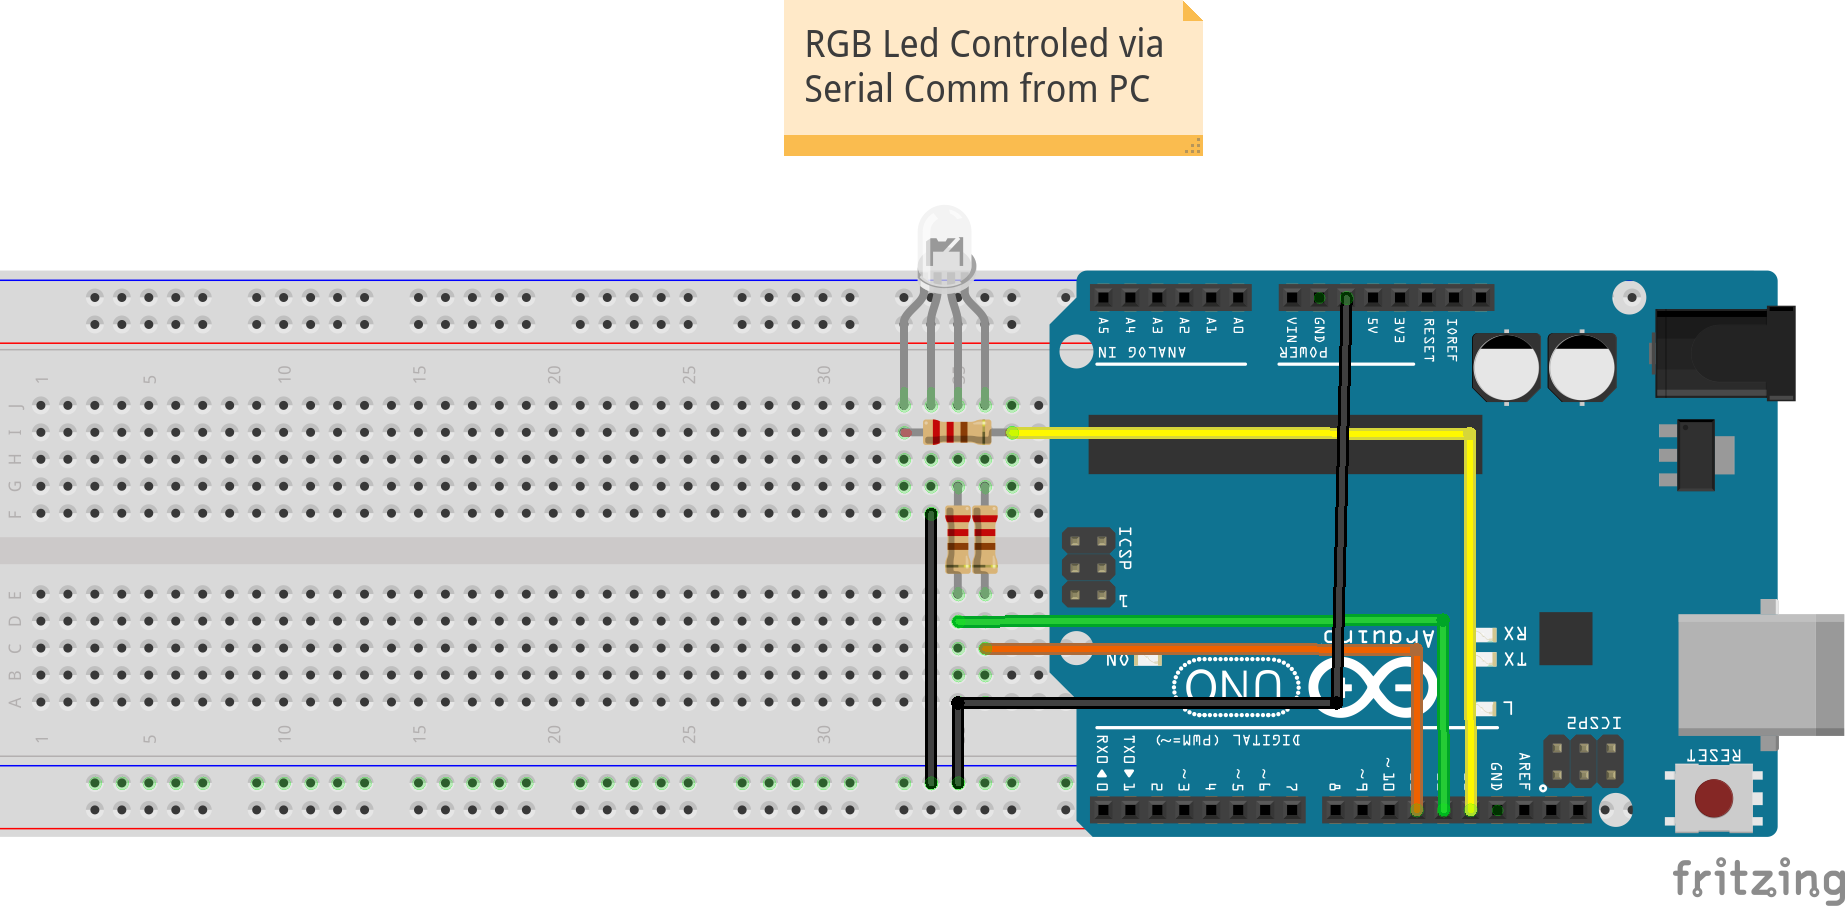 RGB Led Controled via
Serial Comm from PC
A5 A4 A3 A2 A1 A0
VIN GND 5V 3V3 RESET IOREF
ANALOG IN
POWER
1 5 10 15 20 25 30 35
J
I
H
G
F
ICSP
1
E
D
C
B
A
Arduino
RX
TX
ON
UNO
L
ICSP2
1 5 10 15 20 25 30
DIGITAL (PWM=~)
RESET
RX0◀0 TX0▶1 2 ~3 4 ~5 ~6 7 8 ~9 ~10 GND AREF
fritzing